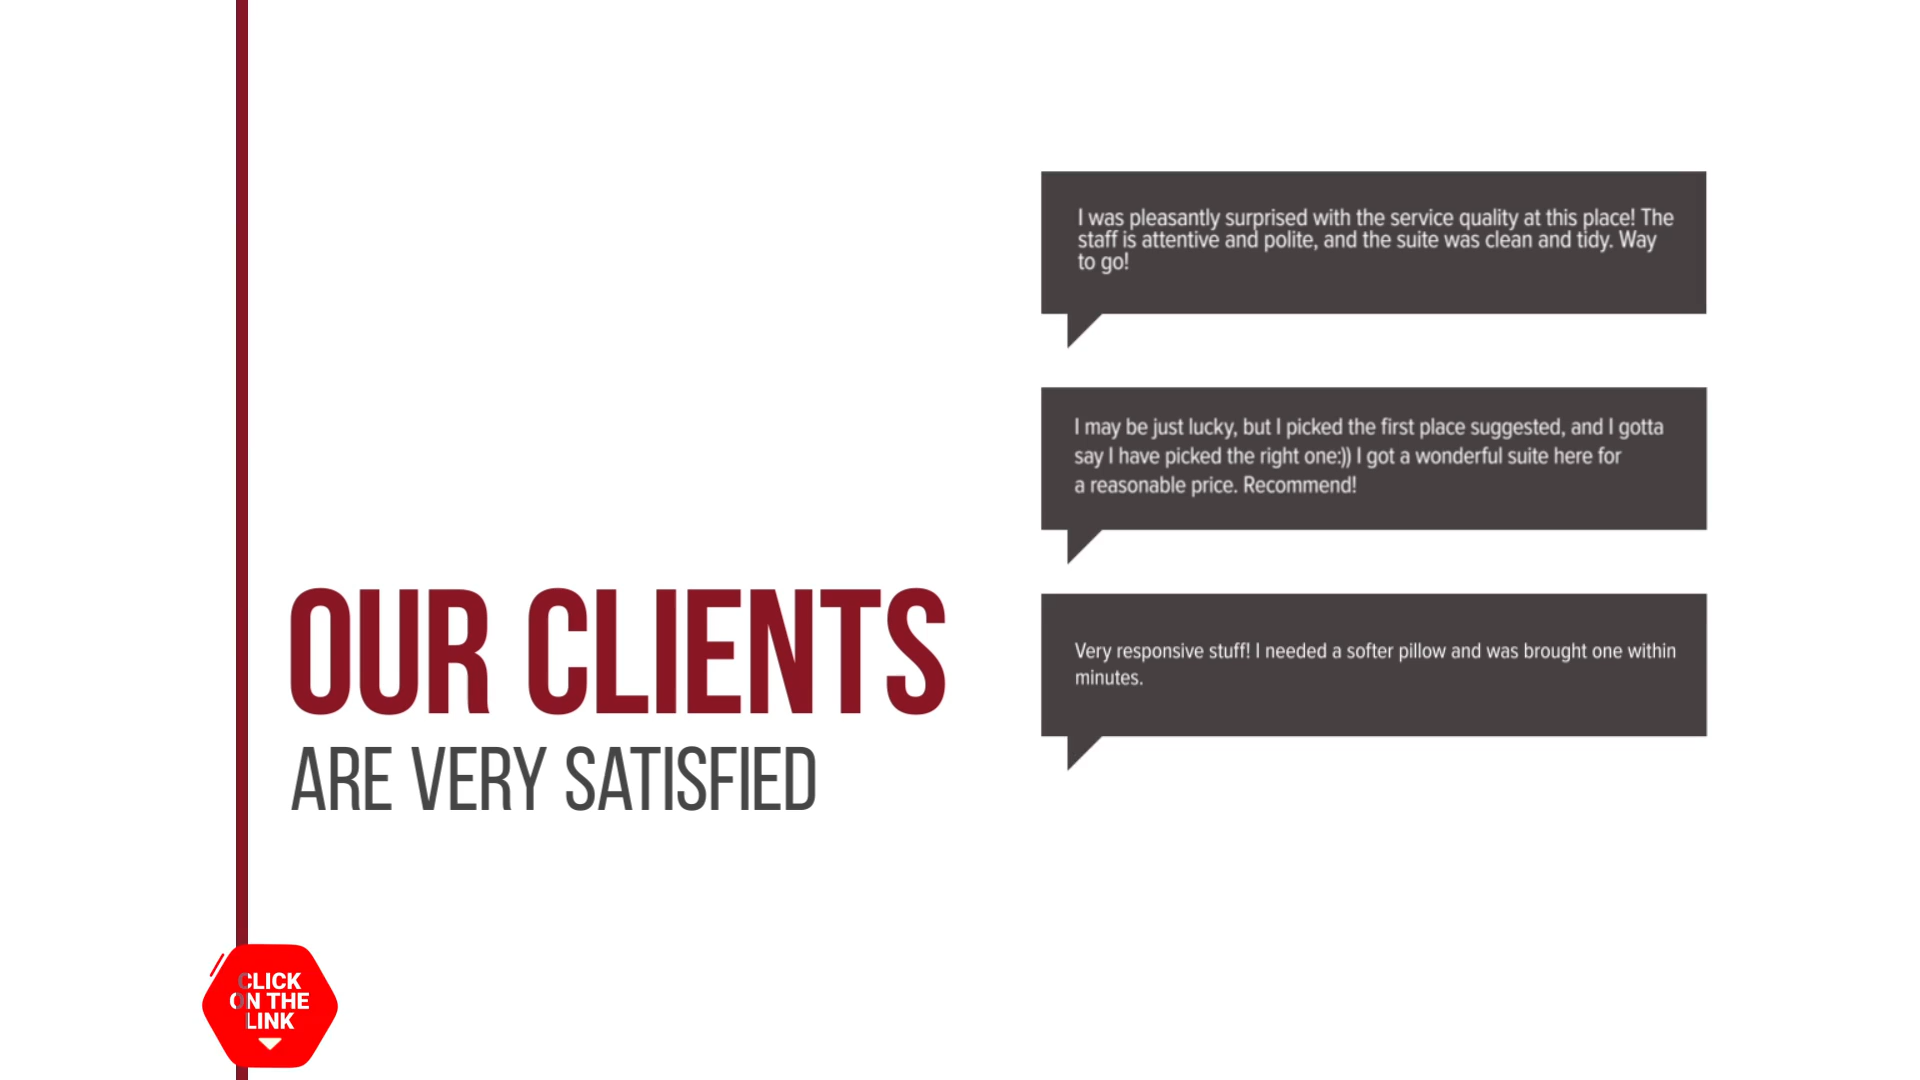 I was pleasantly surprised with the service quality at this place! The
staff is attentive and polite, and the suite was clean and tidy. Way
to go!
I may be just lucky, but I picked the first place suggested, and I gotta
say I have picked the right one:)) I got a wonderful suite here for
a reasonable price. Recommend!
Very responsive stuff! I needed a softer pillow and was brought one within
minutes.
OUR CLIENTS
ARE VERY SATISFIED
CLICK
ON THE
LINK